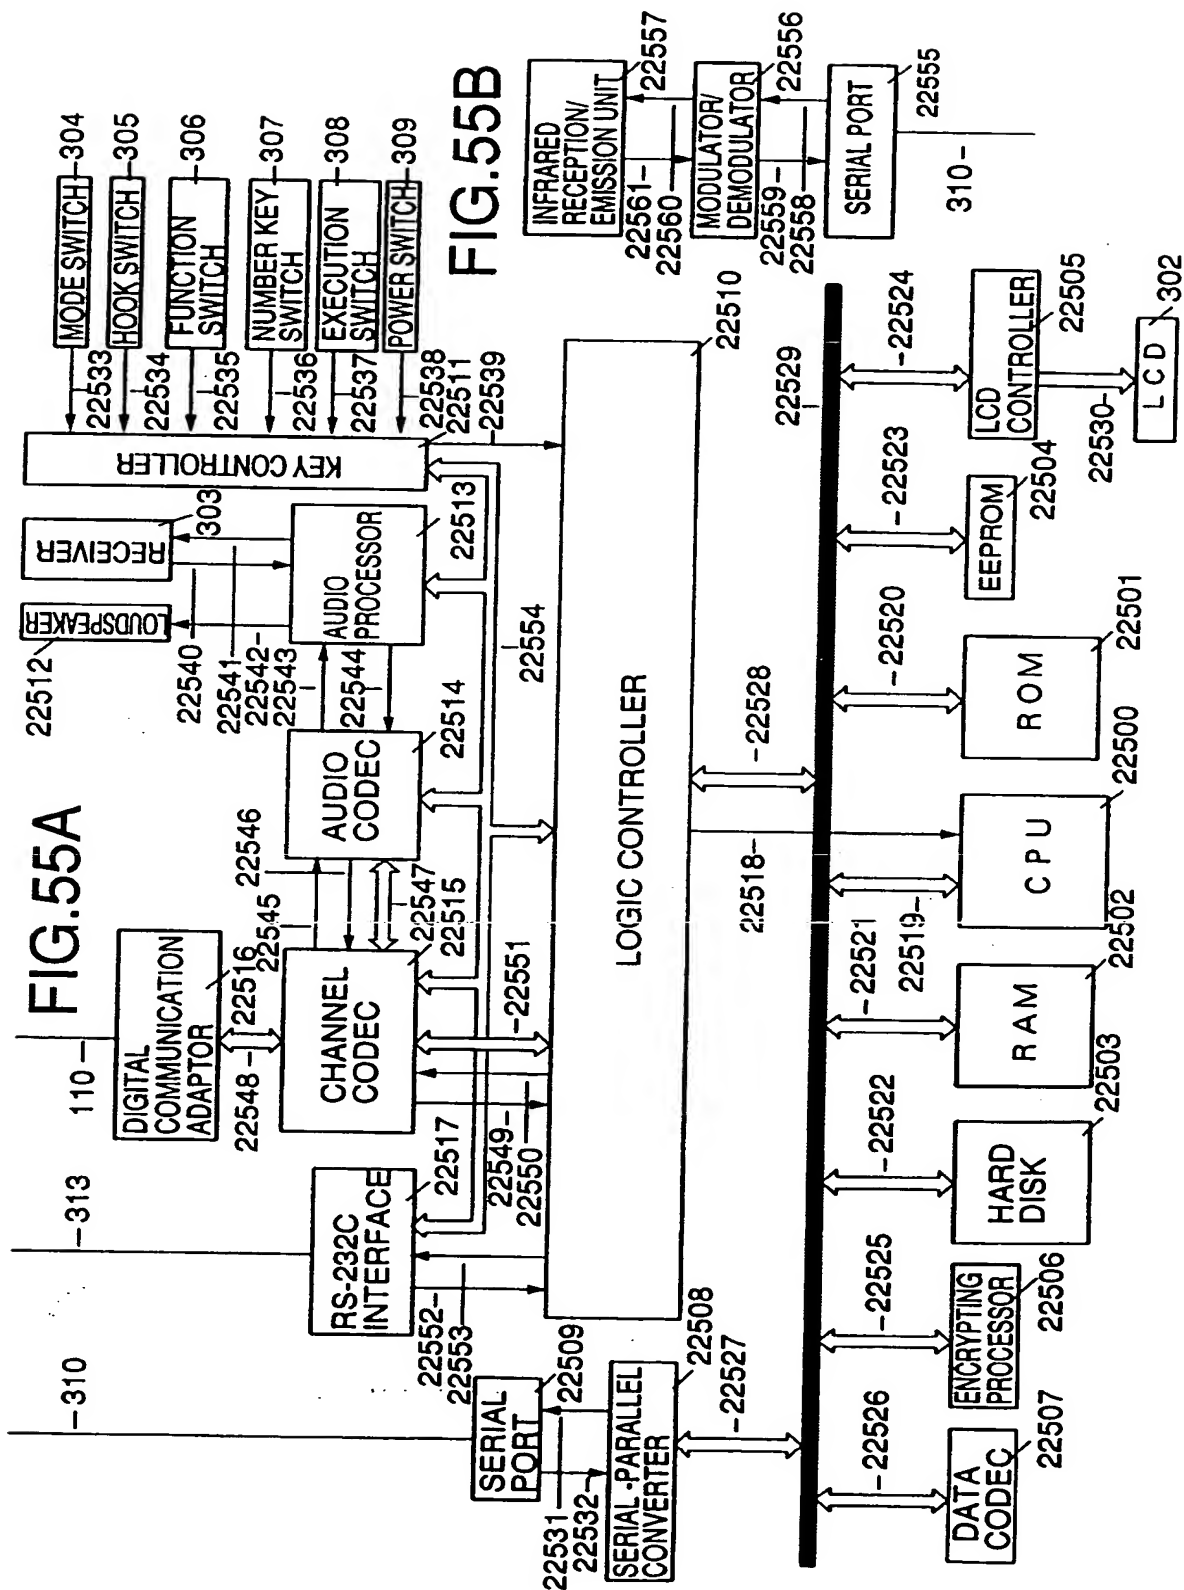 FIG.55A
310
313
110
DIGITAL
COMMUNICATION
ADAPTOR
22516
22548
22545
22546
CHANNEL
CODEC
22547
22515
22551
22549
22550
RS-232C
INTERFACE
22517
22552
22553
AUDIO
CODEC
22514
22543
22544
AUDIO
PROCESSOR
22513
22512
LOUDSPEAKER
22540
22541
22542
RECEIVER
303
22554
KEY CONTROLLER
22511
22539
MODE SWITCH
304
22533
HOOK SWITCH
305
22534
FUNCTION
SWITCH
306
22535
NUMBER KEY
SWITCH
307
22536
EXECUTION
SWITCH
308
22537
POWER SWITCH
309
22538
SERIAL
PORT
22509
22531
22532
SERIAL-PARALLEL
CONVERTER
22508
22527
LOGIC CONTROLLER
22510
22518
22528
22529
22526
DATA
CODEC
22507
22525
ENCRYPTING
PROCESSOR
22506
22522
HARD
DISK
22503
22521
RAM
22502
22519
CPU
22500
22520
ROM
22501
22523
EEPROM
22504
22524
LCD
CONTROLLER
22505
22530
LCD
302
FIG.55B
INFRARED
RECEPTION/
EMISSION UNIT
22557
22561
22560
MODULATOR/
DEMODULATOR
22556
22559
22558
SERIAL PORT
22555
310